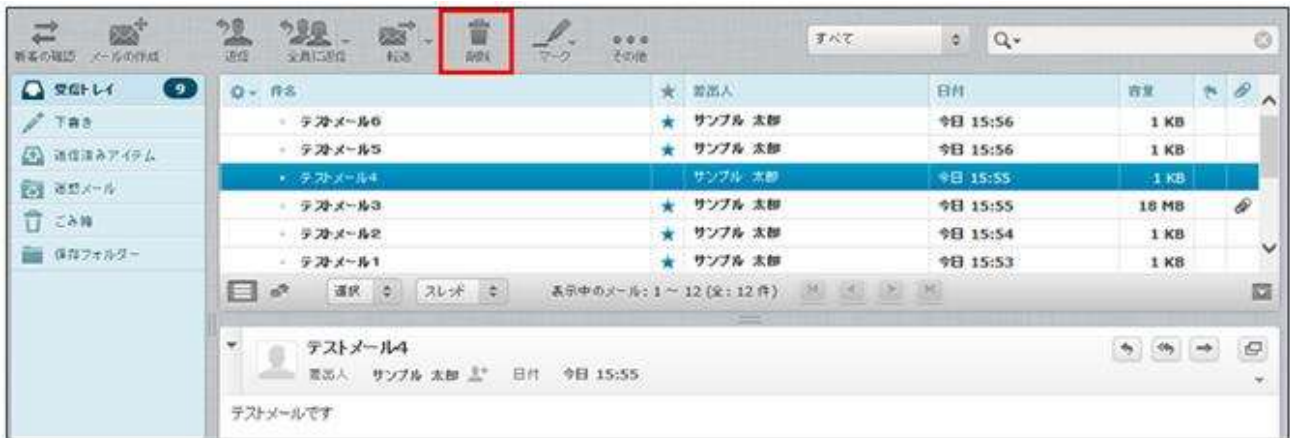 新着の確認 メールの作成 返信 全員に返信 転送 削除 マーク その他 すべて
受信トレイ 9
下書き
送信済みアイテム
迷惑メール
ごみ箱
保存フォルダー
件名 差出人 日付 容量
テストメール6 サンプル 太郎 今日 15:56 1 KB
テストメール5 サンプル 太郎 今日 15:56 1 KB
テストメール4 サンプル 太郎 今日 15:55 1 KB
テストメール3 サンプル 太郎 今日 15:55 18 MB
テストメール2 サンプル 太郎 今日 15:54 1 KB
テストメール1 サンプル 太郎 今日 15:53 1 KB
選択 スレッド 表示中のメール: 1 ～ 12 (全: 12 件)
テストメール4
差出人 サンプル 太郎 日付 今日 15:55
テストメールです